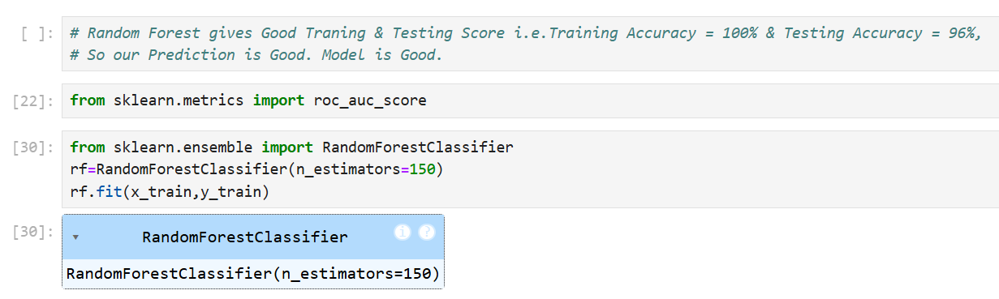 [ ]: # Random Forest gives Good Traning & Testing Score i.e.Training Accuracy = 100% & Testing Accuracy = 96%,
# So our Prediction is Good. Model is Good.
[22]: from sklearn.metrics import roc_auc_score
[30]: from sklearn.ensemble import RandomForestClassifier
rf=RandomForestClassifier(n_estimators=150)
rf.fit(x_train,y_train)
[30]: ▾ RandomForestClassifier i ?
RandomForestClassifier(n_estimators=150)